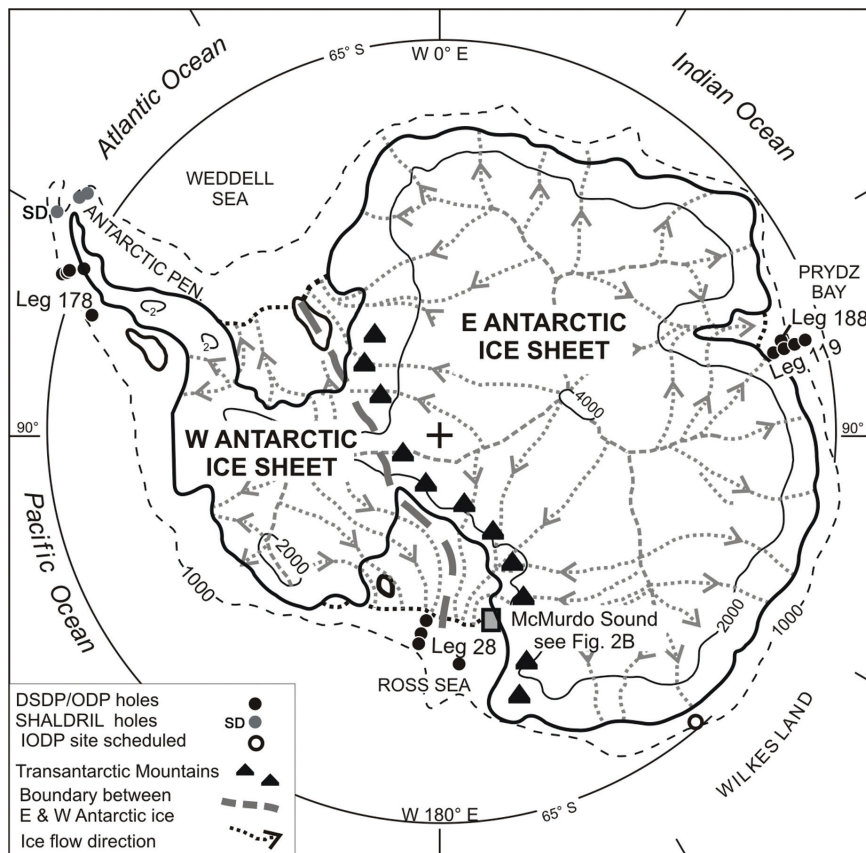 65° S
W 0° E
Atlantic Ocean
Indian Ocean
WEDDELL
SEA
SD
ANTARCTIC PEN.
PRYDZ
BAY
Leg 178
Leg 188
Leg 119
2
2
E ANTARCTIC
ICE SHEET
4000
90°
W ANTARCTIC
ICE SHEET
90°
Pacific Ocean
2000
1000
2000
1000
McMurdo Sound
see Fig. 2B
Leg 28
ROSS SEA
WILKES LAND
W 180° E
65° S
DSDP/ODP holes
SHALDRIL holes SD
IODP site scheduled
Transantarctic Mountains
Boundary between
E & W Antarctic ice
Ice flow direction